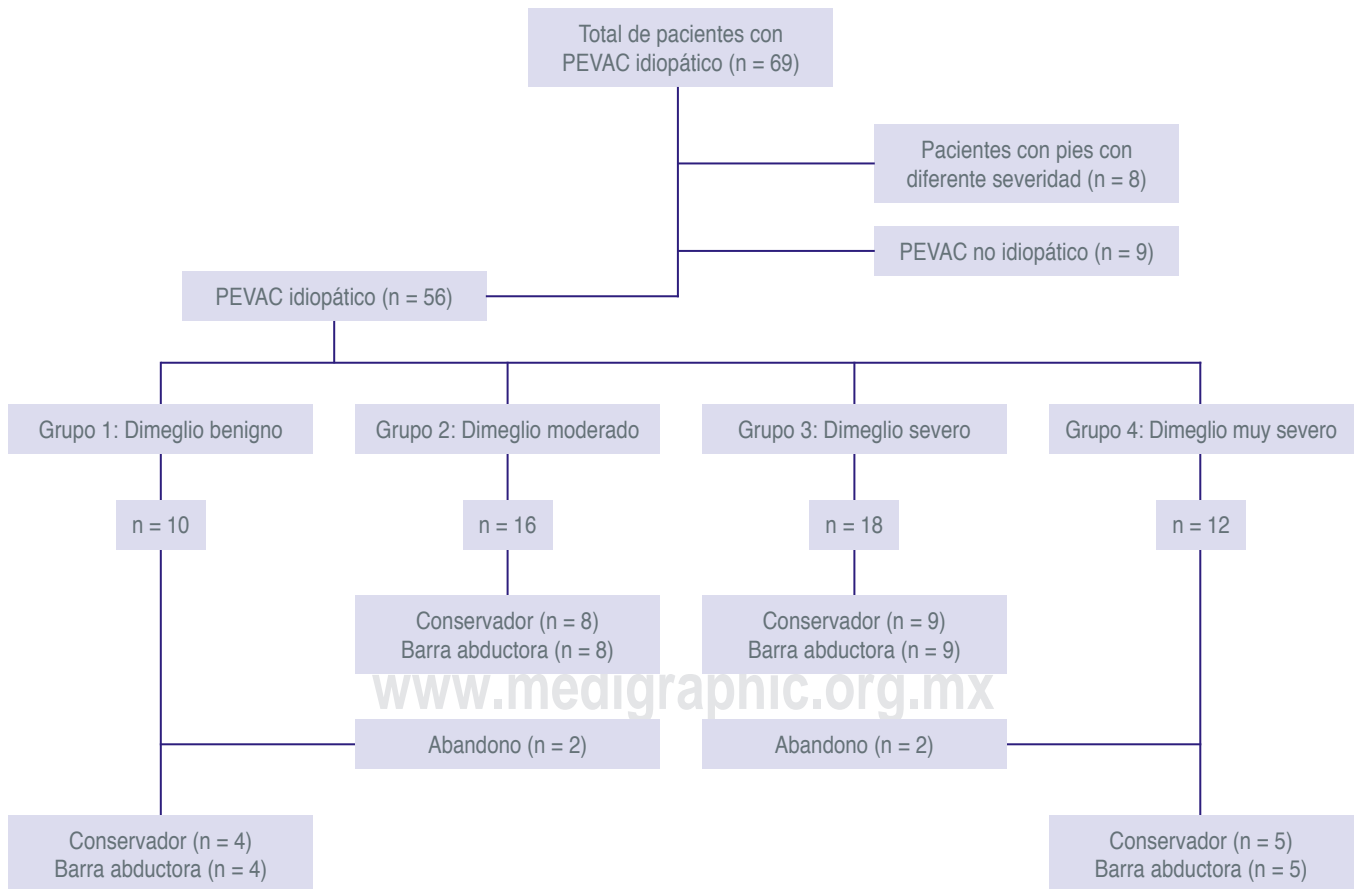 Total de pacientes con
PEVAC idiopático (n = 69)
Pacientes con pies con
diferente severidad (n = 8)
PEVAC no idiopático (n = 9)
PEVAC idiopático (n = 56)
Grupo 1: Dimeglio benigno
Grupo 2: Dimeglio moderado
Grupo 3: Dimeglio severo
Grupo 4: Dimeglio muy severo
n = 10
n = 16
n = 18
n = 12
Conservador (n = 8)
Barra abductora (n = 8)
Conservador (n = 9)
Barra abductora (n = 9)
www.medigraphic.org.mx
Abandono (n = 2)
Abandono (n = 2)
Conservador (n = 4)
Barra abductora (n = 4)
Conservador (n = 5)
Barra abductora (n = 5)